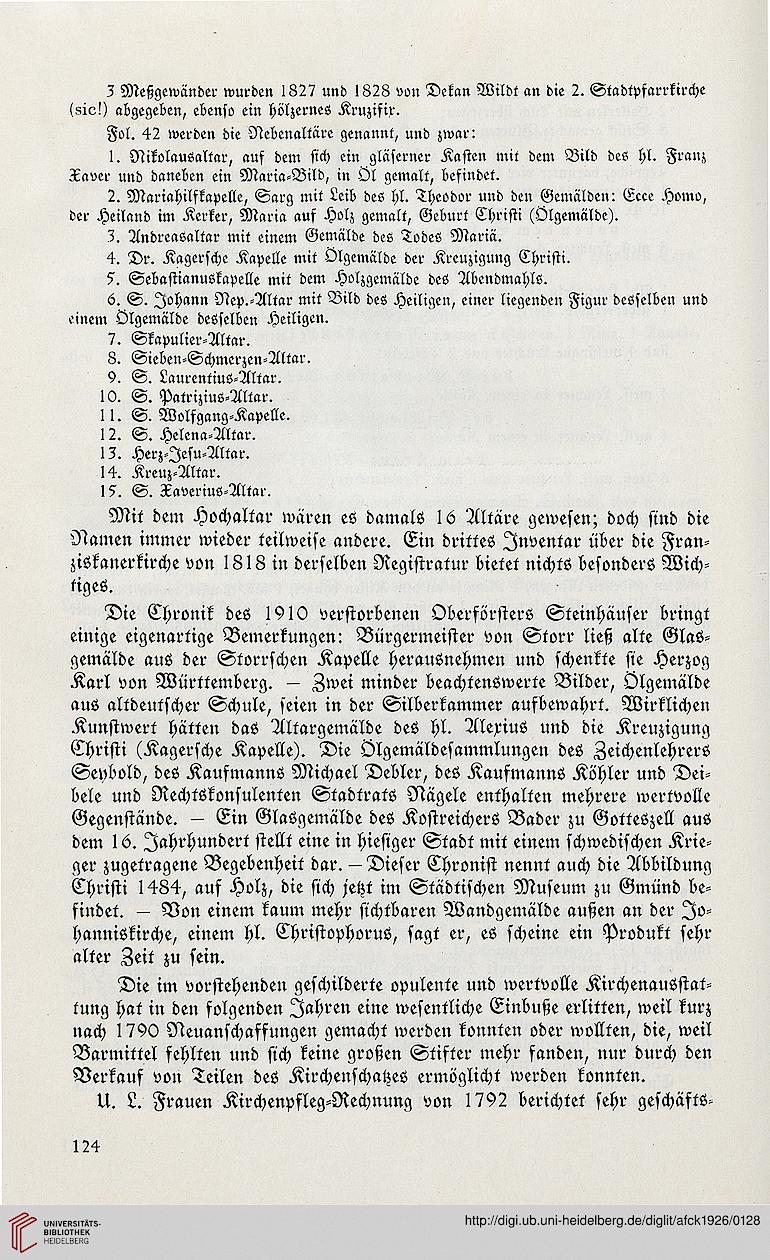 3 Meßgewänder wurden 1827 und 1828 von Dekan Wildt an die 2. Stadtpfarrkirche
(sic!) abgegeben, ebenso ein hölzernes Kruzifix.
Fol. 42 werden die Nebenaltäre genannt, und zwar:
1. Nikolausaltar, auf dem sich ein gläserner Kasten mit dem Bild des hl. Franz
Xaver und daneben ein Maria-Bild, in Öl gemalt, befindet.
2. Mariahilfkapelle, Sarg mit Leib des hl. Theodor und den Gemälden: Ecce Homo,
der Heiland im Kerker, Maria auf Holz gemalt, Geburt Christi (Ölgemälde).
3. Andreasaltar mit einem Gemälde des Todes Mariä.
4. Dr. Kagersche Kapelle mit Ölgemälde der Kreuzigung Christi.
5. Sebastianuskapelle mit dem Holzgemälde des Abendmahls.
6. S. Johann Nep.-Altar mit Bild des Heiligen, einer liegenden Figur desselben und
einem Ölgemälde desselben Heiligen.
7. Skapulier-Altar.
8. Sieben-Schmerzen-Altar.
9. S. Laurentius-Altar.
10. S. Patrizius-Altar.
11. S. Wolfgang-Kapelle.
12. S. Helena-Altar.
13. Herz-Jesu-Altar.
14. Kreuz-Altar.
15. S. Xaverius-Altar.
Mit dem Hochaltar wären es damals 16 Altäre gewesen; doch sind die
Namen immer wieder teilweise andere. Ein drittes Inventar über die Fran-
ziskanerkirche von 1818 in derselben Registratur bietet nichts besonders Wich-
tiges.
Die Chronik des 1910 verstorbenen Oberförsters Steinhäuser bringt
einige eigenartige Bemerkungen: Bürgermeister von Storr ließ alte Glas-
gemälde aus der Storrschen Kapelle herausnehmen und schenkte sie Herzog
Karl von Württemberg. — Zwei minder beachtenswerte Bilder, Ölgemälde
aus altdeutscher Schule, seien in der Silberkammer aufbewahrt. Wirklichen
Kunstwert hätten das Altargemälde des hl. Alexius und die Kreuzigung
Christi (Kagersche Kapelle). Die Ölgemäldesammlungen des Zeichenlehrers
Seybold, des Kaufmanns Michael Debler, des Kaufmanns Köhler und Dei-
bele und Rechtskonsulenten Stadtrats Nägele enthalten mehrere wertvolle
Gegenstände. — Ein Glasgemälde des Kostreichers Bader zu Gotteszell aus
dem 16. Jahrhundert stellt eine in hiesiger Stadt mit einem schwedischen Krie-
ger zugetragene Begebenheit dar. — Dieser Chronist nennt auch die Abbildung
Christi 1484, auf Holz, die sich jetzt im Städtischen Museum zu Gmünd be-
findet. — Von einem kaum mehr sichtbaren Wandgemälde außen an der Jo-
hanniskirche, einem hl. Christophorus, sagt er, es scheine ein Produkt sehr
alter Zeit zu sein.
Die im vorstehenden geschilderte opulente und wertvolle Kirchenausstat-
tung hat in den folgenden Jahren eine wesentliche Einbuße erlitten, weil kurz
nach 1790 Neuanschaffungen gemacht werden konnten oder wollten, die, weil
Barmittel fehlten und sich keine großen Stifter mehr fanden, nur durch den
Verkauf von Teilen des Kirchenschatzes ermöglicht werden konnten.
U. L. Frauen Kirchenpfleg-Rechnung von 1792 berichtet sehr geschäfts-
124
UNIVERSITÄTS-
BIBLIOTHEK
HEIDELBERG
http://digi.ub.uni-heidelberg.de/diglit/afck1926/0128